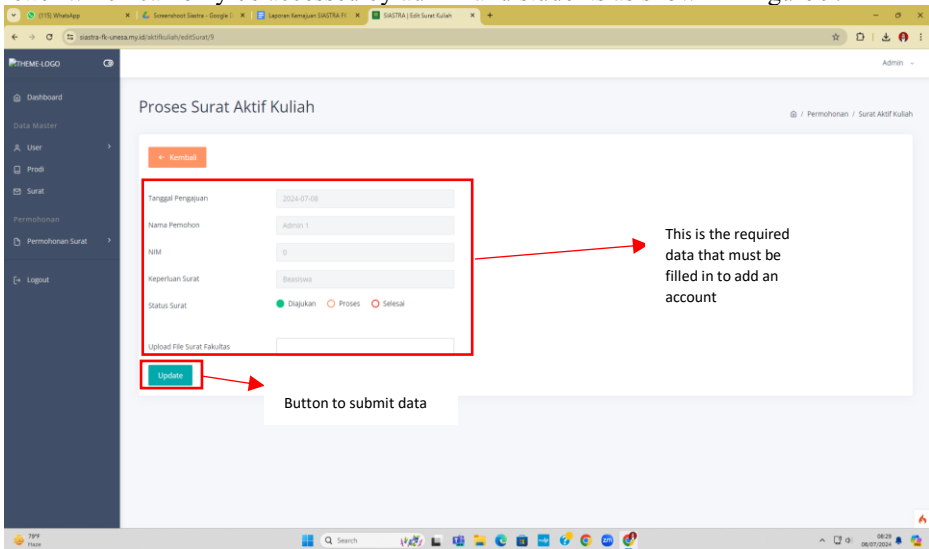 (115) WhatsApp
Screenshoot Siastra - Google D
Laporan Kemajuan SIASTRA FK
SIASTRA | Edit Surat Kuliah
siastra-fk-unesa.my.id/aktifkuliah/editSurat/9
THEME-LOGO
Admin
Dashboard
Data Master
User
Prodi
Surat
Permohonan
Permohonan Surat
Logout
Proses Surat Aktif Kuliah
/ Permohonan / Surat Aktif Kuliah
← Kembali
Tanggal Pengajuan 2024-07-08
Nama Pemohon Admin 1
NIM 0
Keperluan Surat Beasiswa
Status Surat Diajukan Proses Selesai
Upload File Surat Fakultas
Update
This is the required
data that must be
filled in to add an
account
Button to submit data
79°F
Haze
Search
08:29
08/07/2024